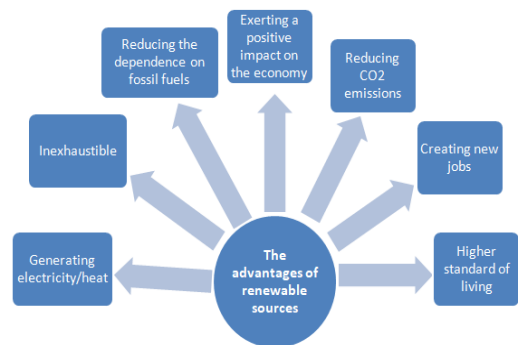 Exerting a
positive
impact on
the economy
Reducing the
dependence on
fossil fuels
Reducing
CO2
emissions
Inexhaustible
Creating new
jobs
Generating
electricity/heat
The
advantages of
renewable
sources
Higher
standard of
living